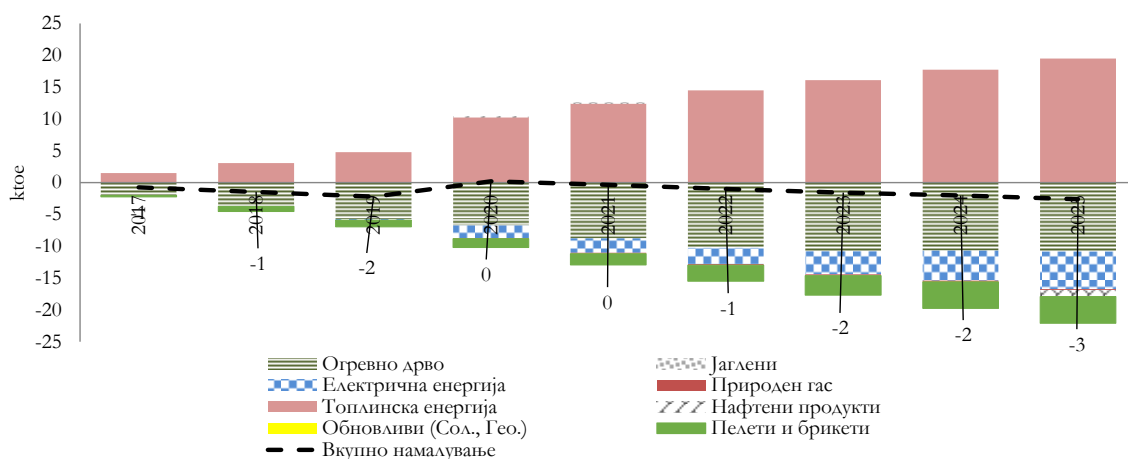 25
20
15
10
5
0
-5
-10
-15
-20
-25
ktoe
2017
2018
2019
2020
2021
2022
2023
2024
2025
-1
-1
-2
0
0
-1
-2
-2
-3
Огревно дрво
Јаглени
Електрична енергија
Природен гас
Топлинска енергија
Нафтени продукти
Обновливи (Сол., Гео.)
Пелети и брикети
Вкупно намалување